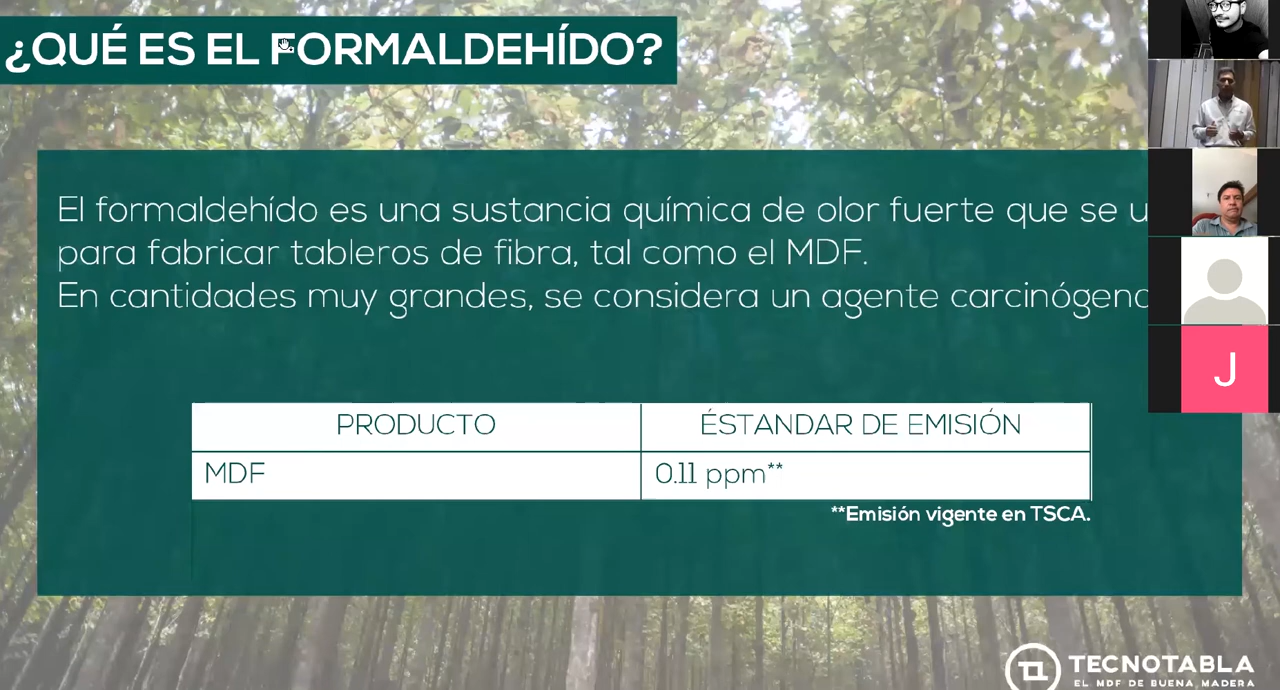 ¿QUÉ ES EL FORMALDEHÍDO?
El formaldehído es una sustancia química de olor fuerte que se u
para fabricar tableros de fibra, tal como el MDF.
En cantidades muy grandes, se considera un agente carcinógeno
PRODUCTO ÉSTANDAR DE EMISIÓN
MDF 0.11 ppm**
**Emisión vigente en TSCA.
J
TECNOTABLA
EL MDF DE BUENA MADERA